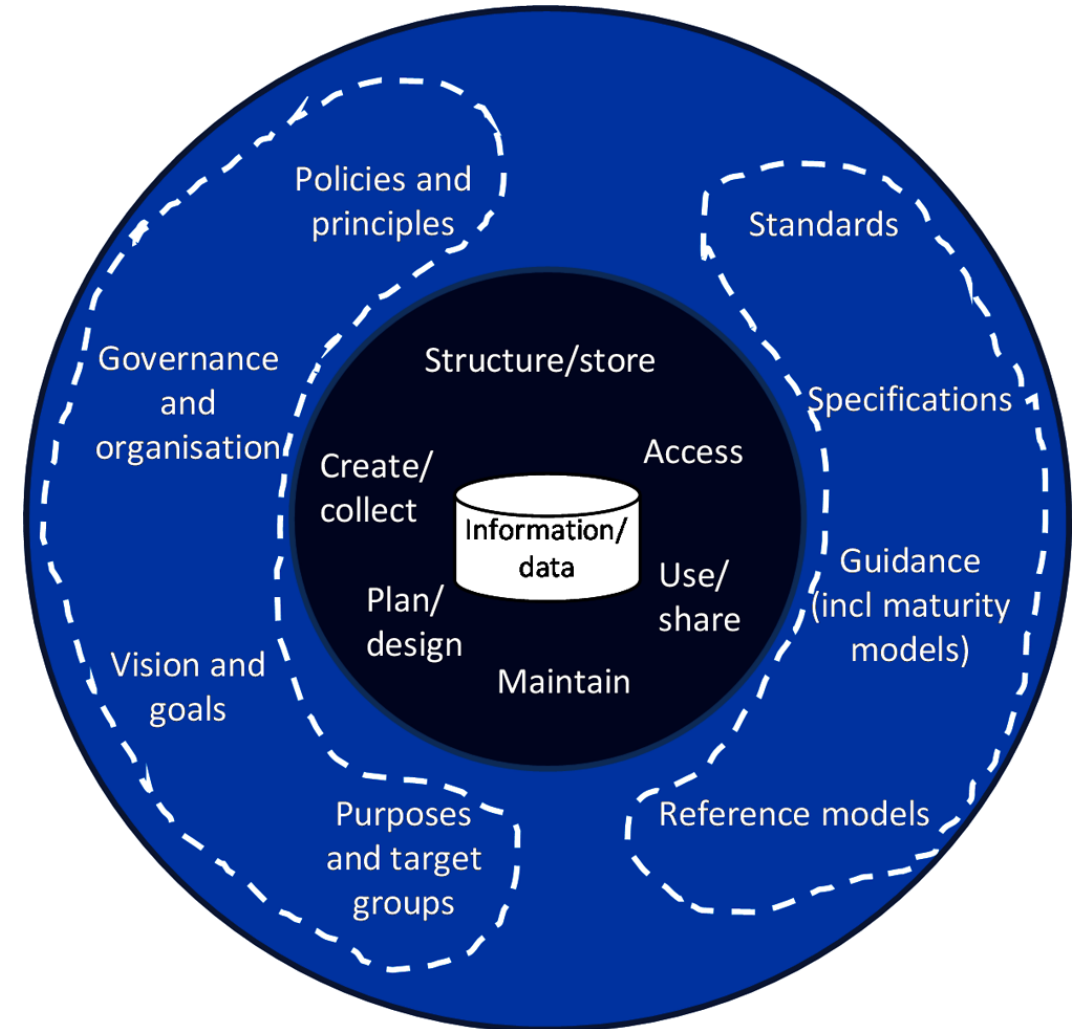 Policies and
principles
Governance
and
organisation
Vision and
goals
Purposes
and target
groups
Standards
Specifications
Guidance
(incl maturity
models)
Reference models
Structure/store
Create/
collect
Access
Information/
data
Plan/
design
Use/
share
Maintain